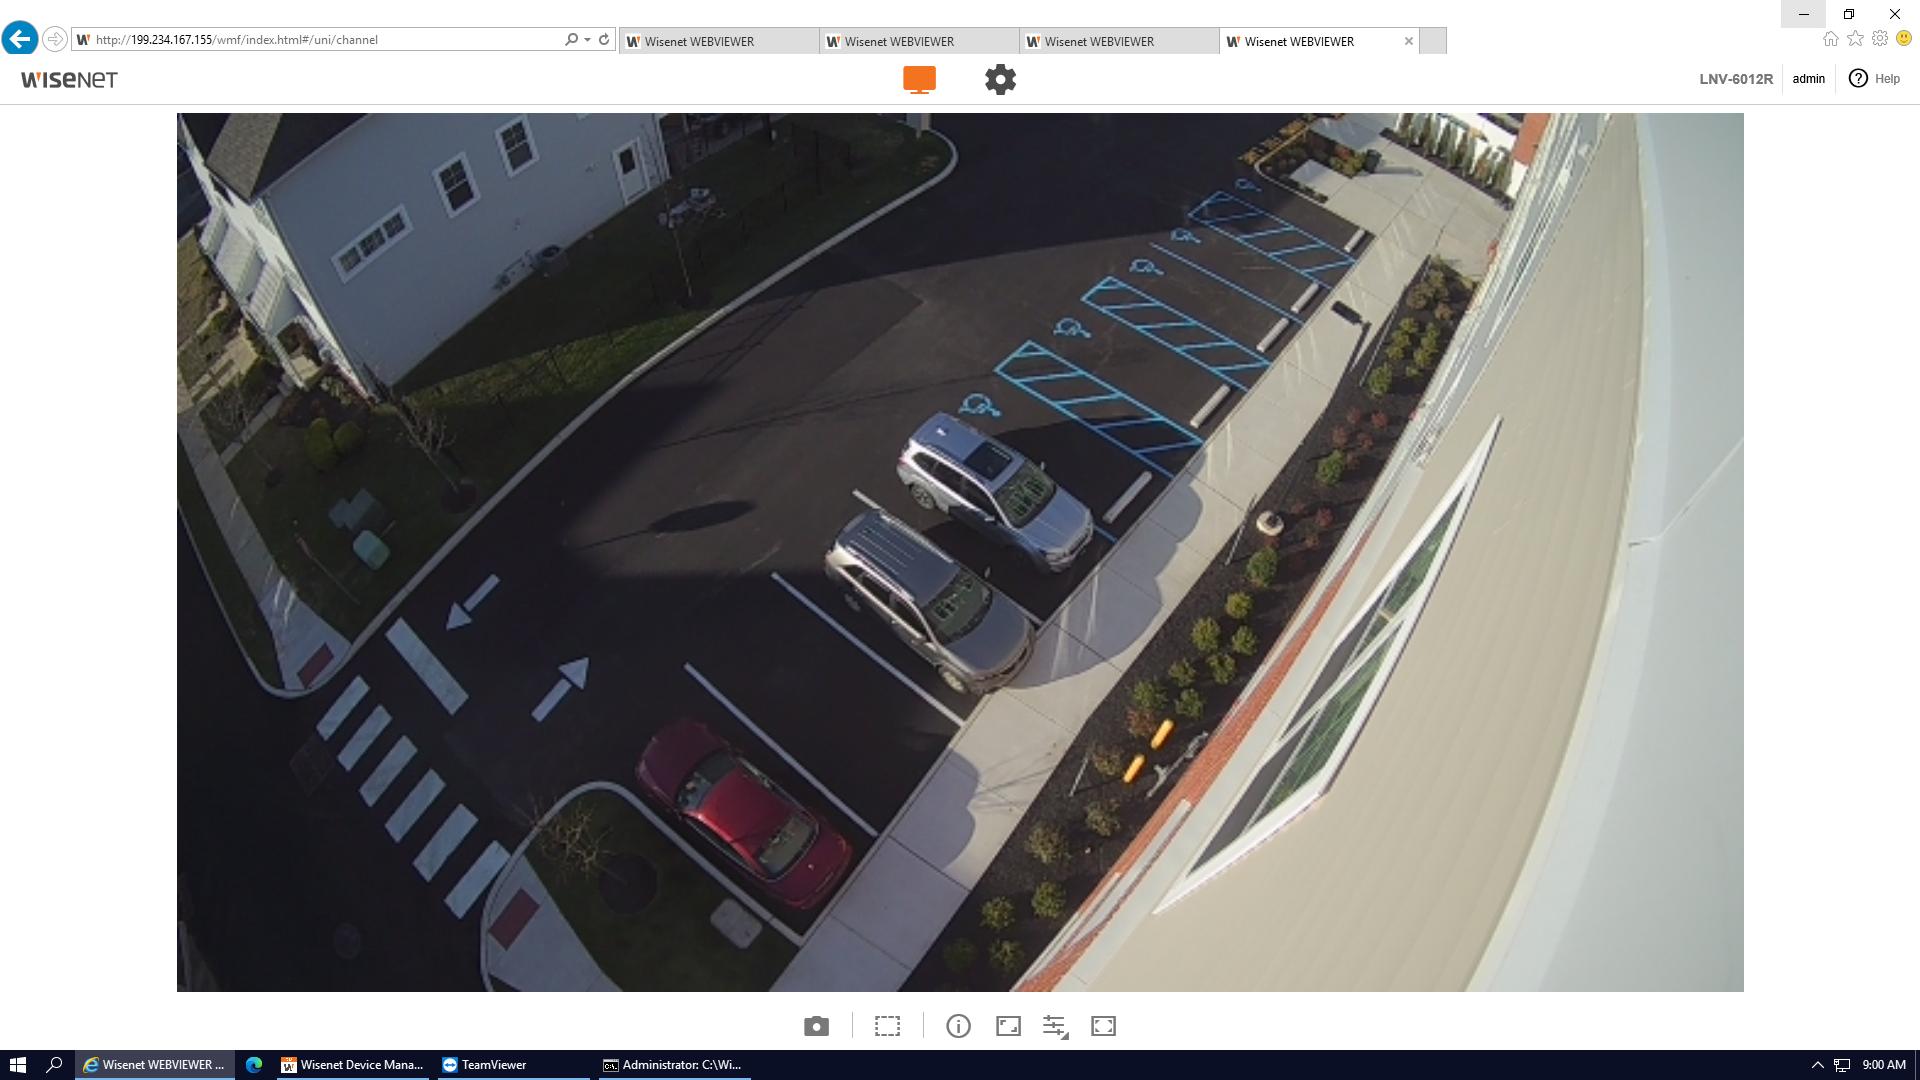 http://199.234.167.155/wmf/index.html#/uni/channel
Wisenet WEBVIEWER
Wisenet WEBVIEWER
Wisenet WEBVIEWER
Wisenet WEBVIEWER
WISENET
LNV-6012R
admin
Help
Wisenet WEBVIEWER ...
Wisenet Device Mana...
TeamViewer
Administrator: C:\Wi...
9:00 AM